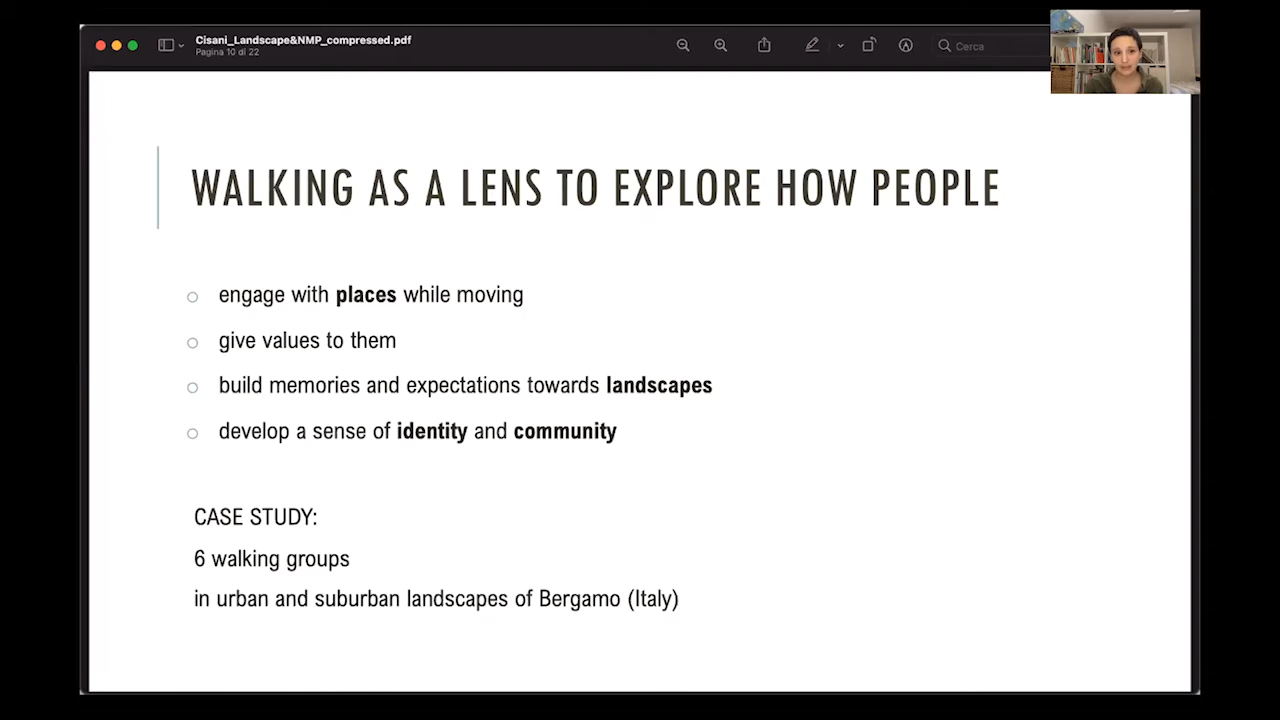 Cisani_Landscape&NMP_compressed.pdf
Pagina 10 di 22
Cerca
WALKING AS A LENS TO EXPLORE HOW PEOPLE
engage with places while moving
give values to them
build memories and expectations towards landscapes
develop a sense of identity and community
CASE STUDY:
6 walking groups
in urban and suburban landscapes of Bergamo (Italy)